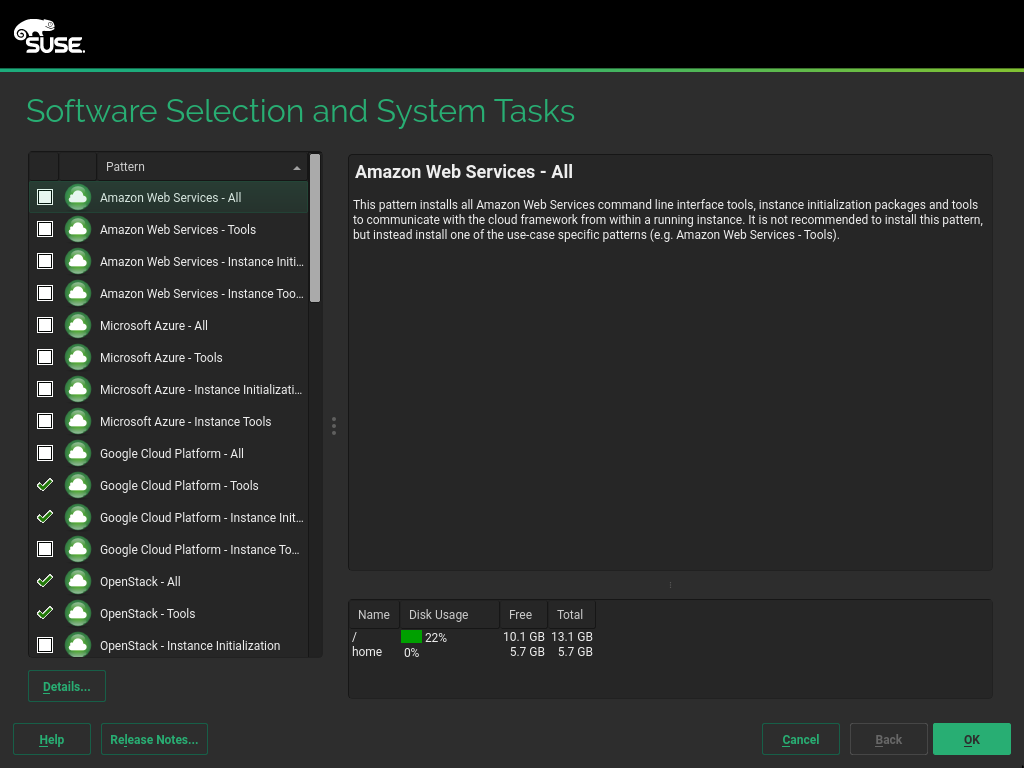 SUSE.
Software Selection and System Tasks
Pattern
Amazon Web Services - All
Amazon Web Services - Tools
Amazon Web Services - Instance Initi...
Amazon Web Services - Instance Too...
Microsoft Azure - All
Microsoft Azure - Tools
Microsoft Azure - Instance Initializati...
Microsoft Azure - Instance Tools
Google Cloud Platform - All
Google Cloud Platform - Tools
Google Cloud Platform - Instance Init...
Google Cloud Platform - Instance To...
OpenStack - All
OpenStack - Tools
OpenStack - Instance Initialization
Details...
Amazon Web Services - All
This pattern installs all Amazon Web Services command line interface tools, instance initialization packages and tools
to communicate with the cloud framework from within a running instance. It is not recommended to install this pattern,
but instead install one of the use-case specific patterns (e.g. Amazon Web Services - Tools).
Name Disk Usage Free Total
/ 22% 10.1 GB 13.1 GB
home 0% 5.7 GB 5.7 GB
Help Release Notes... Cancel Back OK